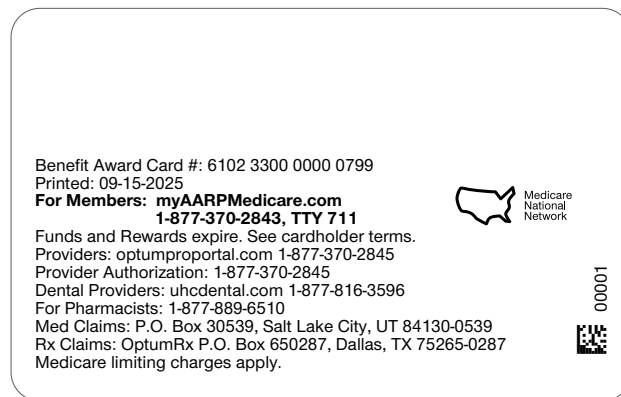 Benefit Award Card #: 6102 3300 0000 0799
Printed: 09-15-2025
For Members: myAARPMedicare.com
1-877-370-2843, TTY 711
Funds and Rewards expire. See cardholder terms.
Providers: optumproportal.com 1-877-370-2845
Provider Authorization: 1-877-370-2845
Dental Providers: uhcdental.com 1-877-816-3596
For Pharmacists: 1-877-889-6510
Med Claims: P.O. Box 30539, Salt Lake City, UT 84130-0539
Rx Claims: OptumRx P.O. Box 650287, Dallas, TX 75265-0287
Medicare limiting charges apply.
Medicare
National
Network
00001